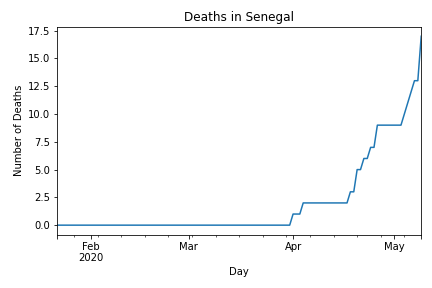 Deaths in Senegal
17.5
15.0
12.5
10.0
7.5
5.0
2.5
0.0
Number of Deaths
Feb
2020
Mar
Apr
May
Day